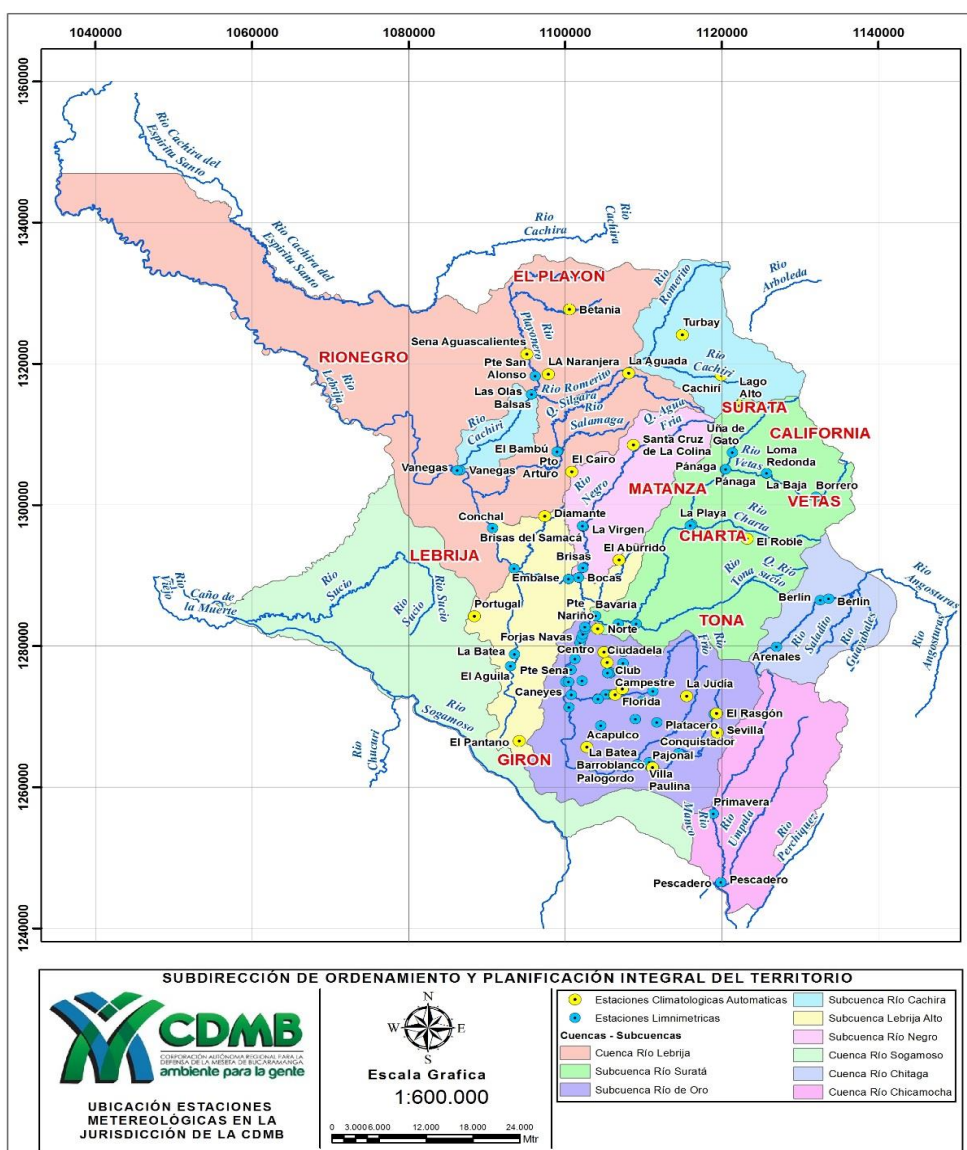 1040000
1060000
1080000
1100000
1120000
1140000
1360000
1340000
1320000
1300000
1280000
1260000
1240000
Rio Cachira del
Espiritu Santo
Rio Cachira del
Espiritu Santo
Rio
Cachira
Rio
Cachira
EL PLAYON
Rio
Romerito
Rio
Arboleda
Betania
Rio
Playonero
Turbay
Sena Aguascalientes
RIONEGRO
Rio
Lebrija
Pte San
Alonso
LA Naranjera
La Aguada
Rio
Cachiri
Cachirí
Lago
Alto
Las Olas
Balsas
Rio Romerito
Q. Silgara
Rio
Salamaga
Q. Agua
Fria
SURATA
CALIFORNIA
Rio
Cachiri
Uña de
Gato
Santa Cruz
de La Colina
Rio
Vetas
Loma
Redonda
El Bambú
Pto
Arturo
El Cairo
Vanegas
Vanegas
Pánaga
Pánaga
La Baja
Borrero
VETAS
Rio
Negro
MATANZA
Conchal
Diamante
La Virgen
La Playa
Rio
Charta
CHARTA
El Roble
Brisas del Samacá
LEBRIJA
Brisas
El Aburrido
Embalse
Bocas
Rio
Tona
Q. Rio
sucio
Rio
Viejo
Caño de
la Muerte
Rio
Sucio
Rio
Sucio
Rio Sucio
Portugal
Pte
Nariño
Bavaria
Norte
TONA
Berlín
Berlín
Rio
Angosturas
Rio
Angosturas
Rio
Saladito
Rio
Guayabales
Arenales
Forjas Navas
Centro
Ciudadela
Rio
Frio
La Batea
El Aguila
Pte Sena
Club
Campestre
La Judía
Caneyes
Florida
El Rasgón
Sevilla
Acapulco
Platacero
Conquistador
Rio
Sogamoso
Rio
Chucuri
El Pantano
GIRON
La Batea
Barroblanco
Palogordo
Pajonal
Villa
Paulina
Primavera
Rio
Manco
Rio
Umpala
Rio
Perchiquez
Pescadero
Pescadero
SUBDIRECCIÓN DE ORDENAMIENTO Y PLANIFICACIÓN INTEGRAL DEL TERRITORIO
CDMB
CORPORACIÓN AUTÓNOMA REGIONAL PARA LA
DEFENSA DE LA MESETA DE BUCARAMANGA
ambiente para la gente
UBICACIÓN ESTACIONES
METEREOLÓGICAS EN LA
JURISDICCIÓN DE LA CDMB
N
W
E
S
Escala Grafica
1:600.000
0 3.000 6.000 12.000 18.000 24.000
Mtr
Estaciones Climatologicas Automaticas
Estaciones Limnimetricas
Cuencas - Subcuencas
Cuenca Río Lebrija
Subcuenca Río Suratá
Subcuenca Río de Oro
Subcuenca Río Cachira
Subcuenca Lebrija Alto
Subcuenca Río Negro
Cuenca Río Sogamoso
Cuenca Río Chitaga
Cuenca Río Chicamocha